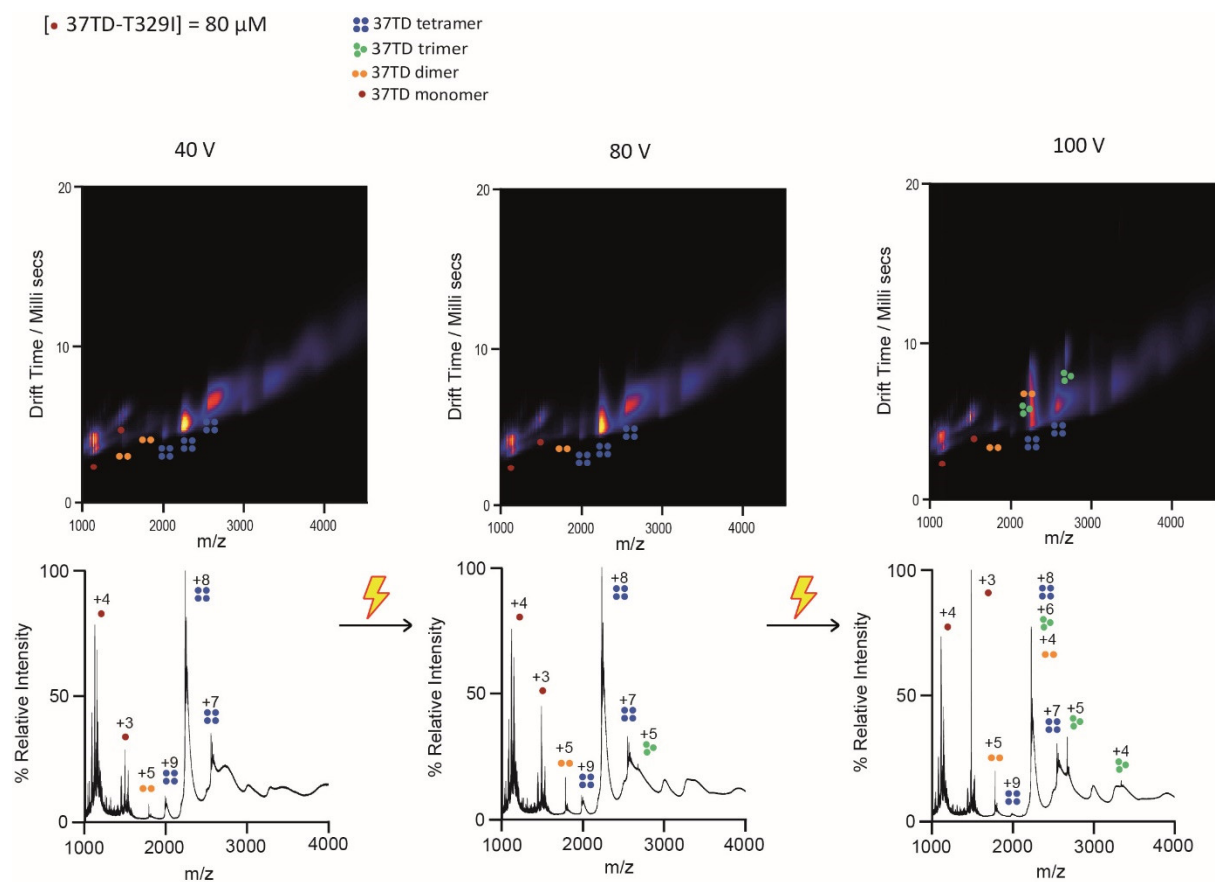 [• 37TD-T329I] = 80 µM
37TD tetramer
37TD trimer
37TD dimer
37TD monomer
40 V
80 V
100 V
Drift Time / Milli secs
20
10
0
1000 2000 3000 4000
m/z
Drift Time / Milli secs
20
10
0
1000 2000 3000 4000
m/z
Drift Time / Milli secs
20
10
0
1000 2000 3000 4000
m/z
% Relative Intensity
100
50
0
+4
+3
+5
+9
+8
+7
1000 2000 3000 4000
m/z
% Relative Intensity
100
50
0
+4
+3
+5
+9
+8
+7
+5
1000 2000 3000 4000
m/z
% Relative Intensity
100
50
0
+4
+3
+5
+9
+8
+6
+4
+7
+5
+4
1000 2000 3000 4000
m/z